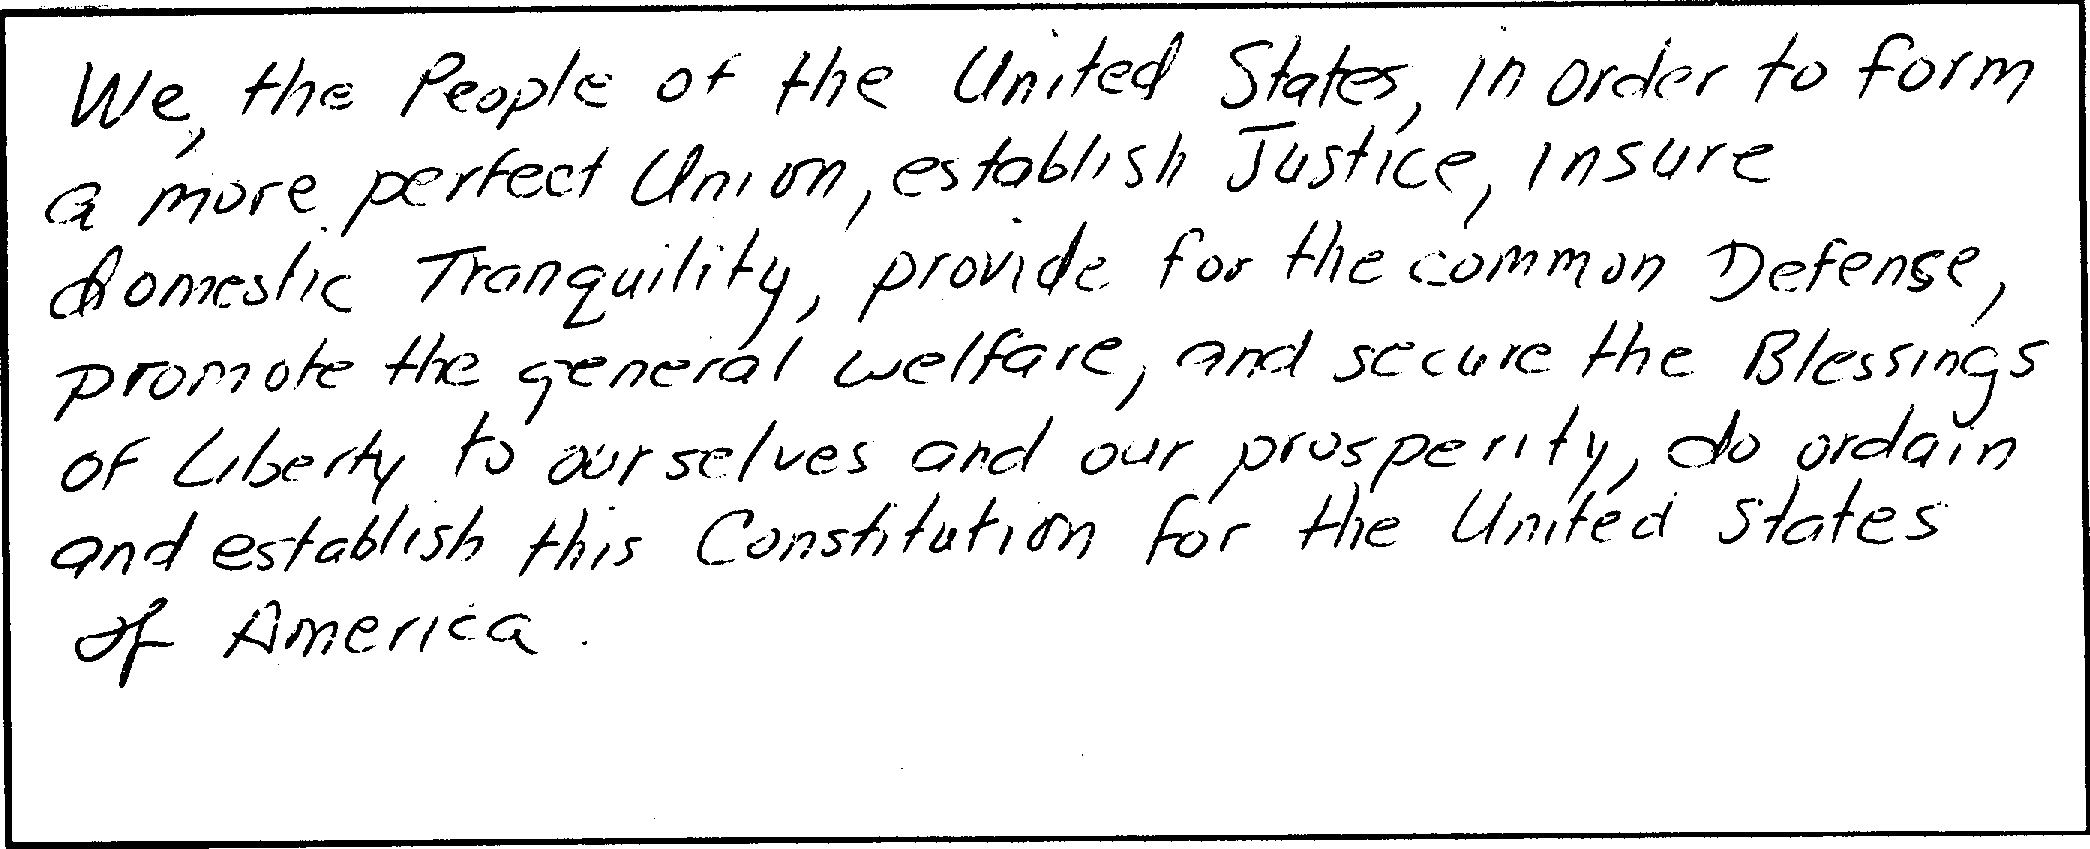 We, the People of the United States, in order to form
a more perfect Union, establish Justice, insure
domestic Tranquility, provide for the common Defense,
promote the general welfare, and secure the Blessings
of Liberty to ourselves and our prosperity, do ordain
and establish this Constitution for the United States
of America.